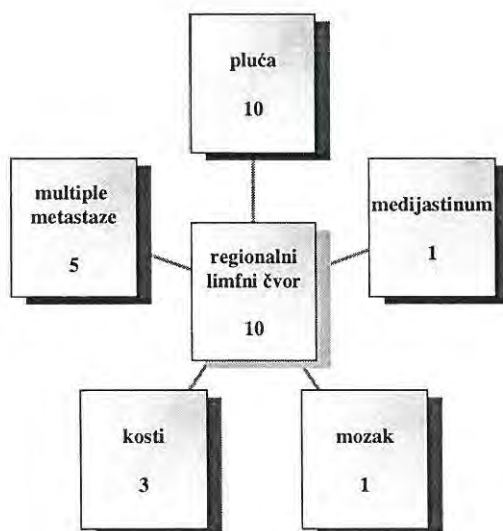 pluća
10
multiple
metastaze
5
medijastinum
1
regionalni
limfni čvor
10
kosti
3
mozak
1